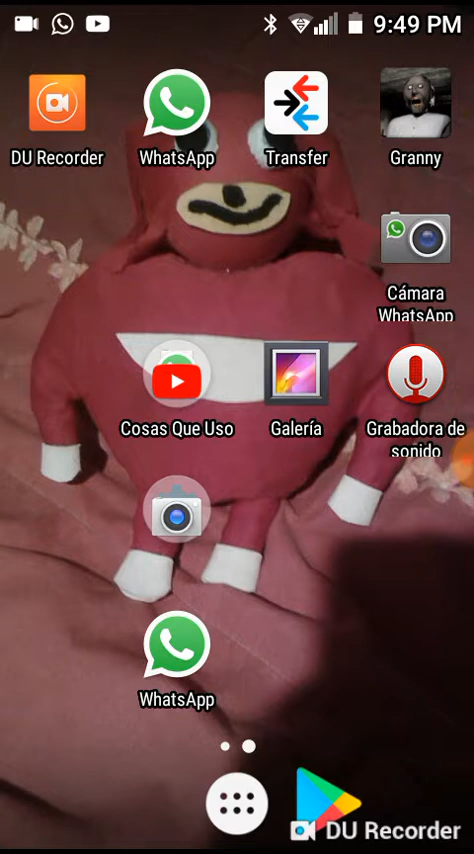 9:49 PM
DU Recorder
WhatsApp
Transfer
Granny
Cámara
WhatsApp
Cosas Que Uso
Galería
Grabadora de
sonido
WhatsApp
DU Recorder